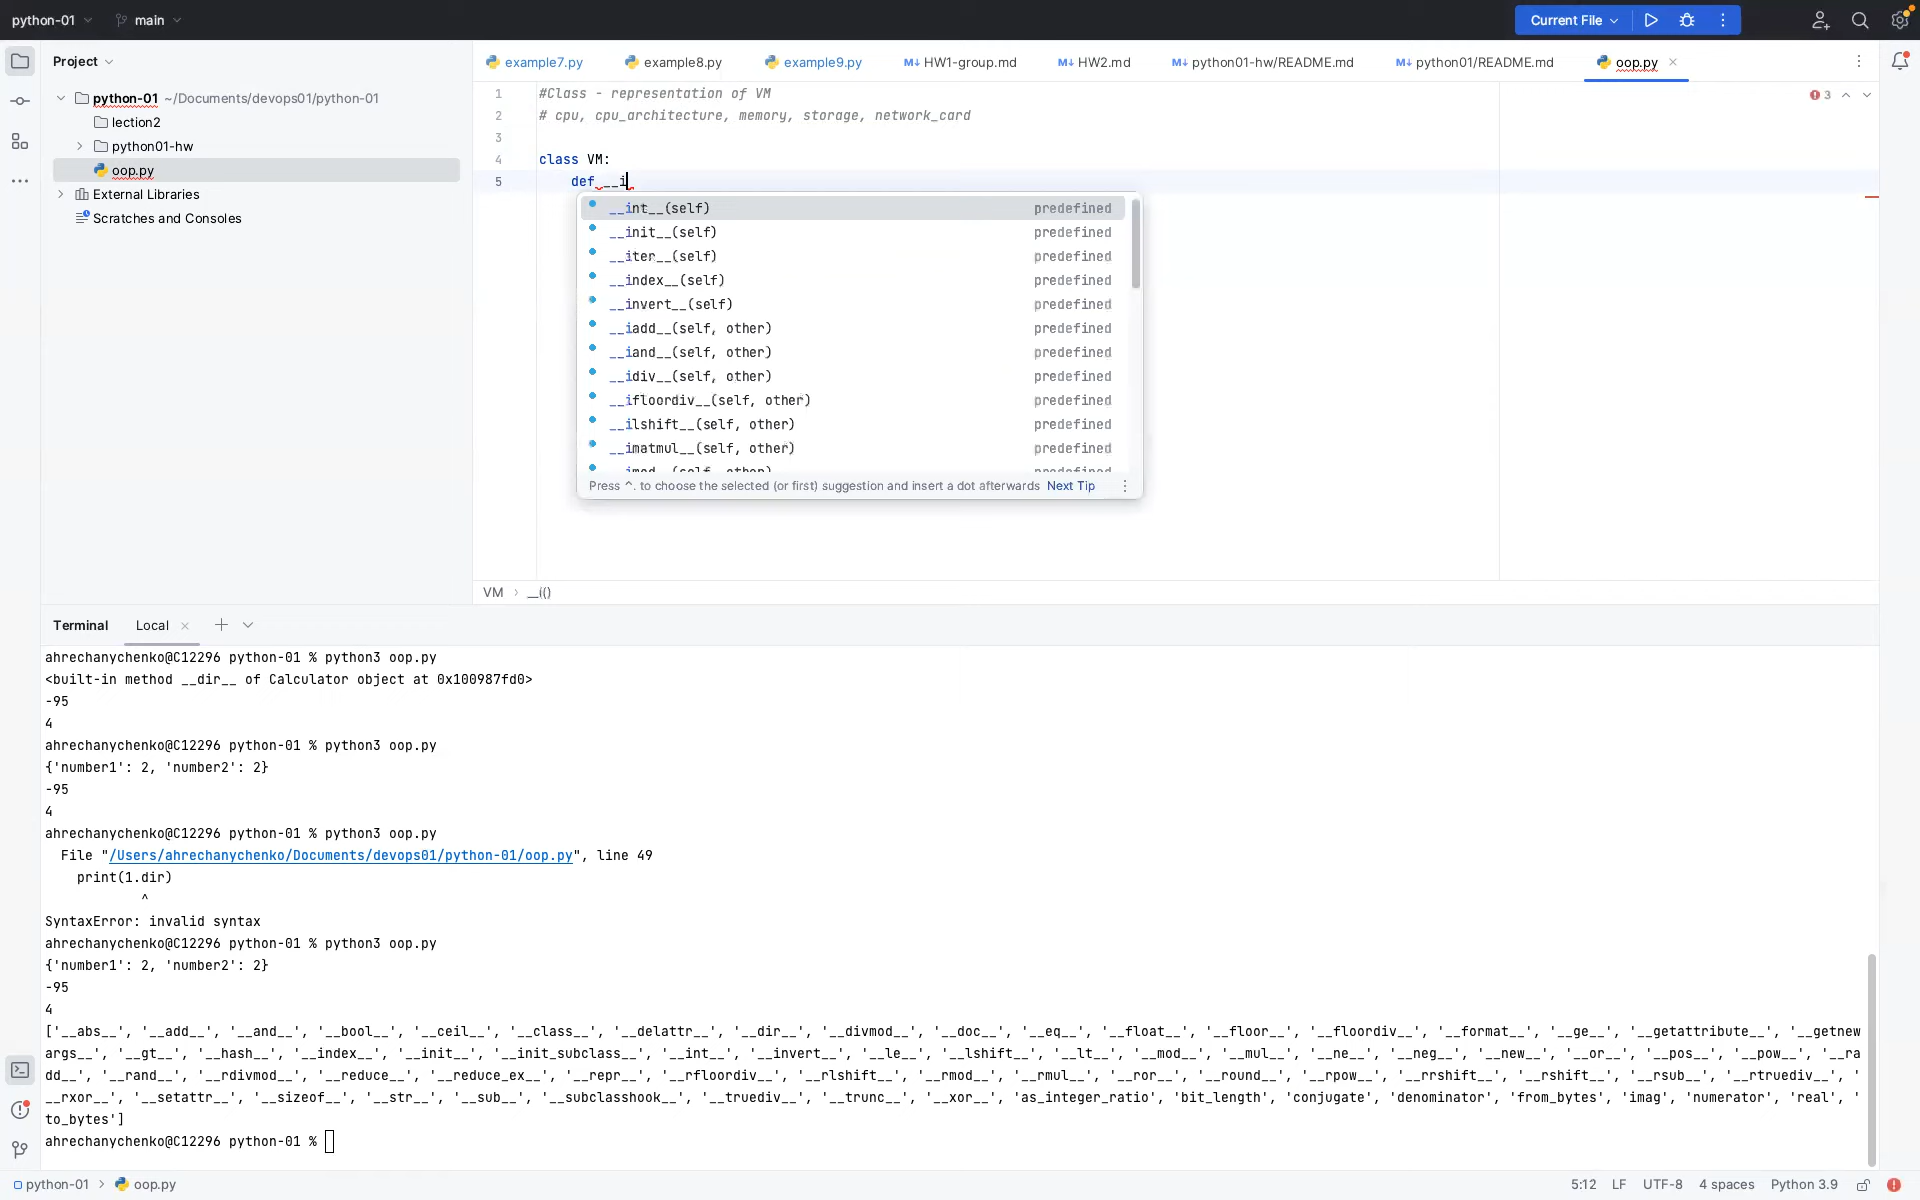 python-01
main
Current File
Project
example7.py
example8.py
example9.py
M↓ HW1-group.md
M↓ HW2.md
M↓ python01-hw/README.md
M↓ python01/README.md
oop.py
python-01 ~/Documents/devops01/python-01
lection2
python01-hw
oop.py
External Libraries
Scratches and Consoles
1 #Class - representation of VM
2 # cpu, cpu_architecture, memory, storage, network_card
3
4 class VM:
5 def __i
3
__int__(self) predefined
__init__(self) predefined
__iter__(self) predefined
__index__(self) predefined
__invert__(self) predefined
__iadd__(self, other) predefined
__iand__(self, other) predefined
__idiv__(self, other) predefined
__ifloordiv__(self, other) predefined
__ilshift__(self, other) predefined
__imatmul__(self, other) predefined
__imod__(self, other) predefined
Press ^. to choose the selected (or first) suggestion and insert a dot afterwards Next Tip
VM › __i()
Terminal Local
ahrechanychenko@C12296 python-01 % python3 oop.py
<built-in method __dir__ of Calculator object at 0x100987fd0>
-95
4
ahrechanychenko@C12296 python-01 % python3 oop.py
{'number1': 2, 'number2': 2}
-95
4
ahrechanychenko@C12296 python-01 % python3 oop.py
File "/Users/ahrechanychenko/Documents/devops01/python-01/oop.py", line 49
print(1.dir)
^
SyntaxError: invalid syntax
ahrechanychenko@C12296 python-01 % python3 oop.py
{'number1': 2, 'number2': 2}
-95
4
['__abs__', '__add__', '__and__', '__bool__', '__ceil__', '__class__', '__delattr__', '__dir__', '__divmod__', '__doc__', '__eq__', '__float__', '__floor__', '__floordiv__', '__format__', '__ge__', '__getattribute__', '__getnew
args__', '__gt__', '__hash__', '__index__', '__init__', '__init_subclass__', '__int__', '__invert__', '__le__', '__lshift__', '__lt__', '__mod__', '__mul__', '__ne__', '__neg__', '__new__', '__or__', '__pos__', '__pow__', '__ra
dd__', '__rand__', '__rdivmod__', '__reduce__', '__reduce_ex__', '__repr__', '__rfloordiv__', '__rlshift__', '__rmod__', '__rmul__', '__ror__', '__round__', '__rpow__', '__rrshift__', '__rshift__', '__rsub__', '__rtruediv__', '
__rxor__', '__setattr__', '__sizeof__', '__str__', '__sub__', '__subclasshook__', '__truediv__', '__trunc__', '__xor__', 'as_integer_ratio', 'bit_length', 'conjugate', 'denominator', 'from_bytes', 'imag', 'numerator', 'real', '
to_bytes']
ahrechanychenko@C12296 python-01 %
python-01 › oop.py
5:12 LF UTF-8 4 spaces Python 3.9